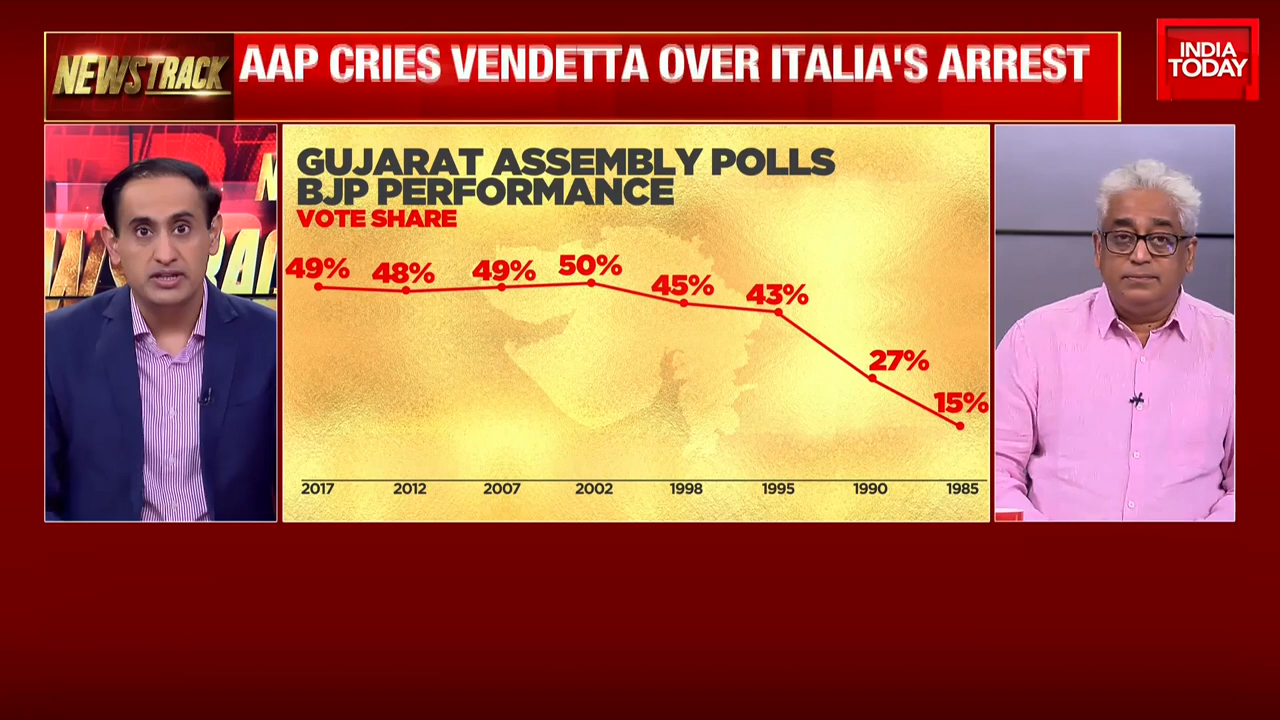 NEWSTRACK
AAP CRIES VENDETTA OVER ITALIA'S ARREST
INDIA
TODAY
GUJARAT ASSEMBLY POLLS
BJP PERFORMANCE
VOTE SHARE
49% 48% 49% 50% 45% 43% 27% 15%
2017 2012 2007 2002 1998 1995 1990 1985